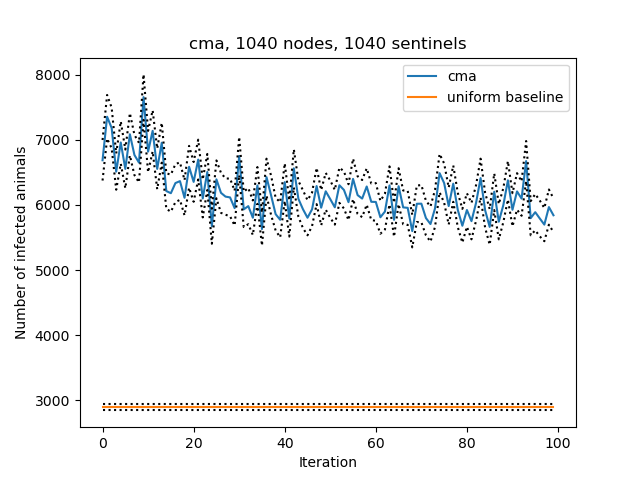 cma, 1040 nodes, 1040 sentinels
cma
uniform baseline
8000
7000
6000
5000
4000
3000
Number of infected animals
0 20 40 60 80 100
Iteration